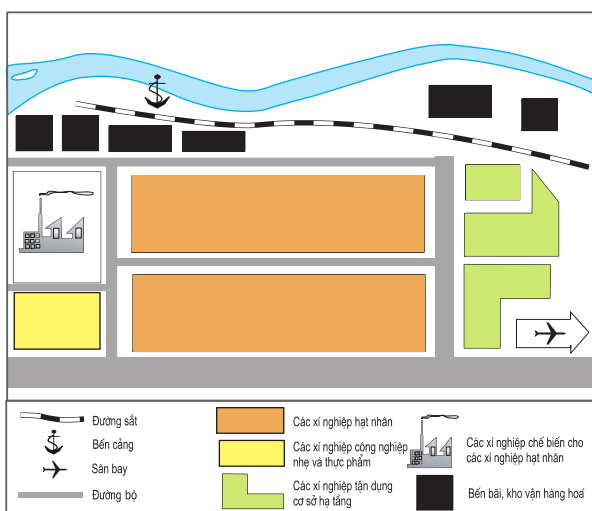 Đường sắt
Bến cảng
Sân bay
Đường bộ
Các xí nghiệp hạt nhân
Các xí nghiệp công nghiệp
nhẹ và thực phẩm
Các xí nghiệp tận dụng
cơ sở hạ tầng
Các xí nghiệp chế biến cho
các xí nghiệp hạt nhân
Bến bãi, kho vận hàng hoá